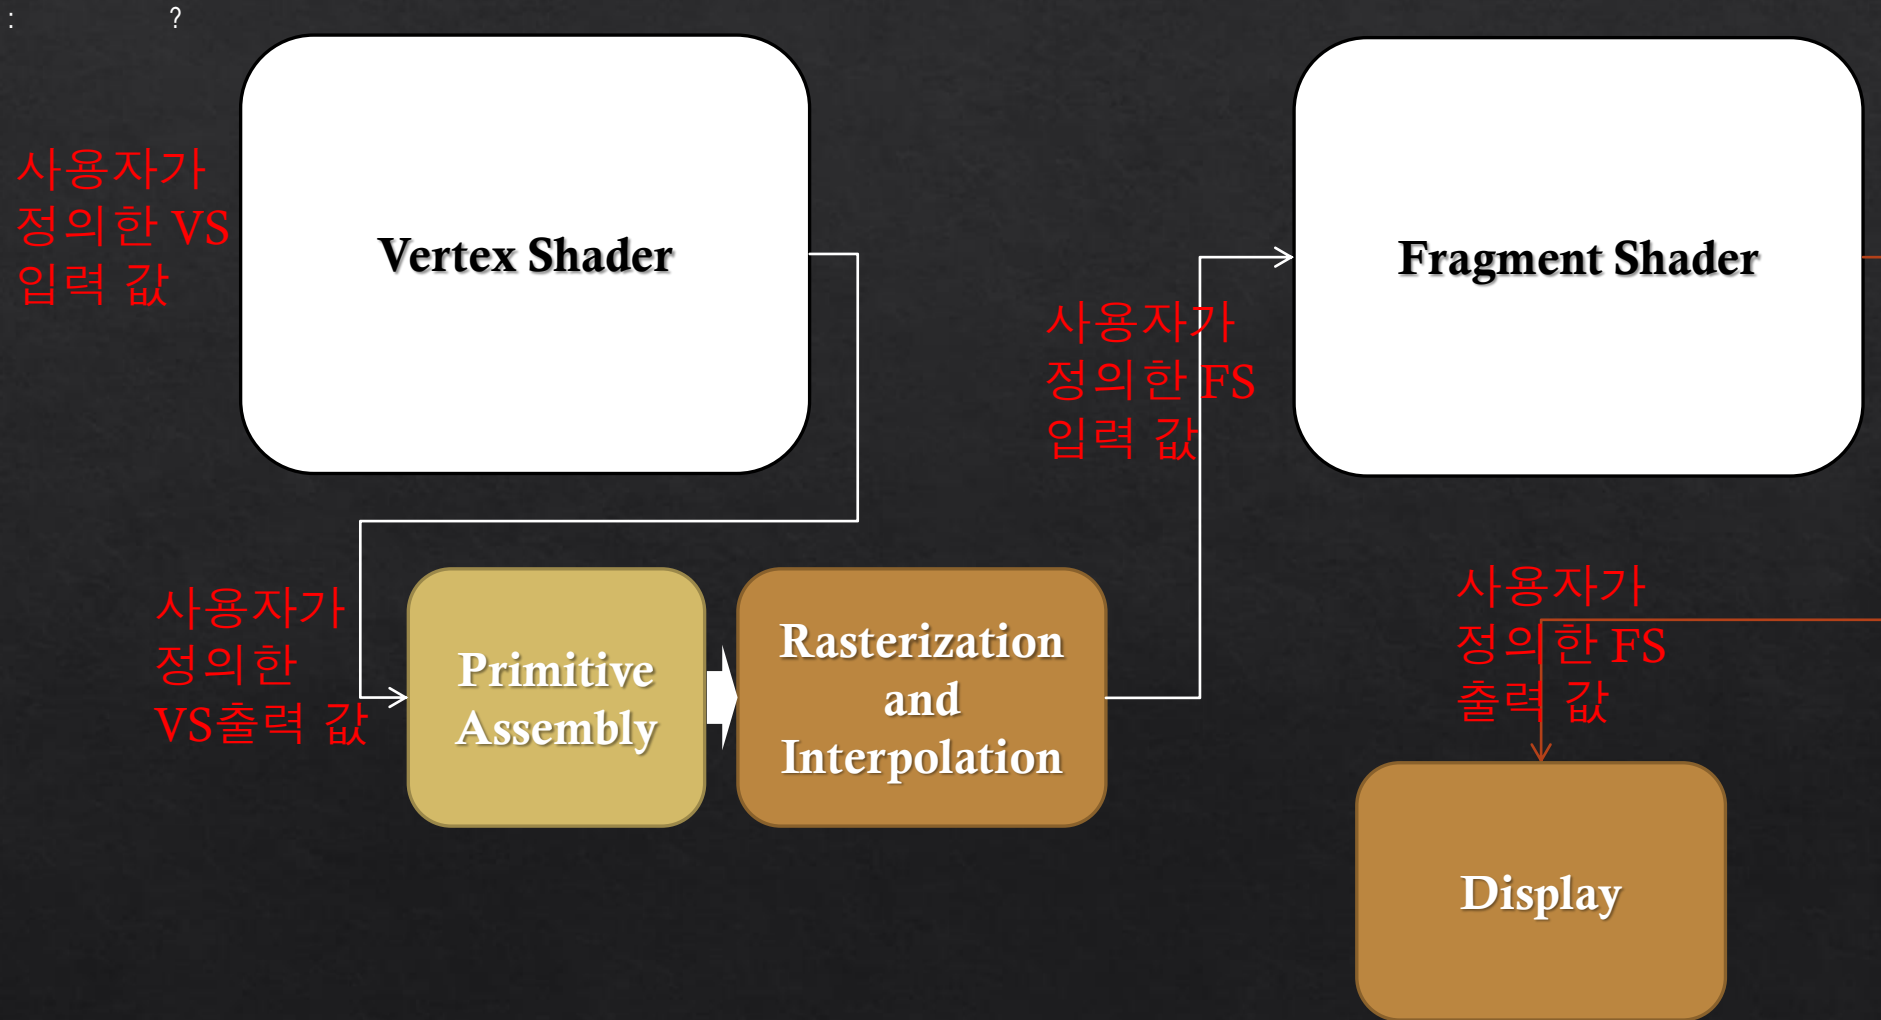 : ?
사용자가
정의한 VS
입력 값
Vertex Shader
사용자가
정의한 FS
입력 값
Fragment Shader
사용자가
정의한
VS출력 값
Primitive
Assembly
Rasterization
and
Interpolation
사용자가
정의한 FS
출력 값
Display